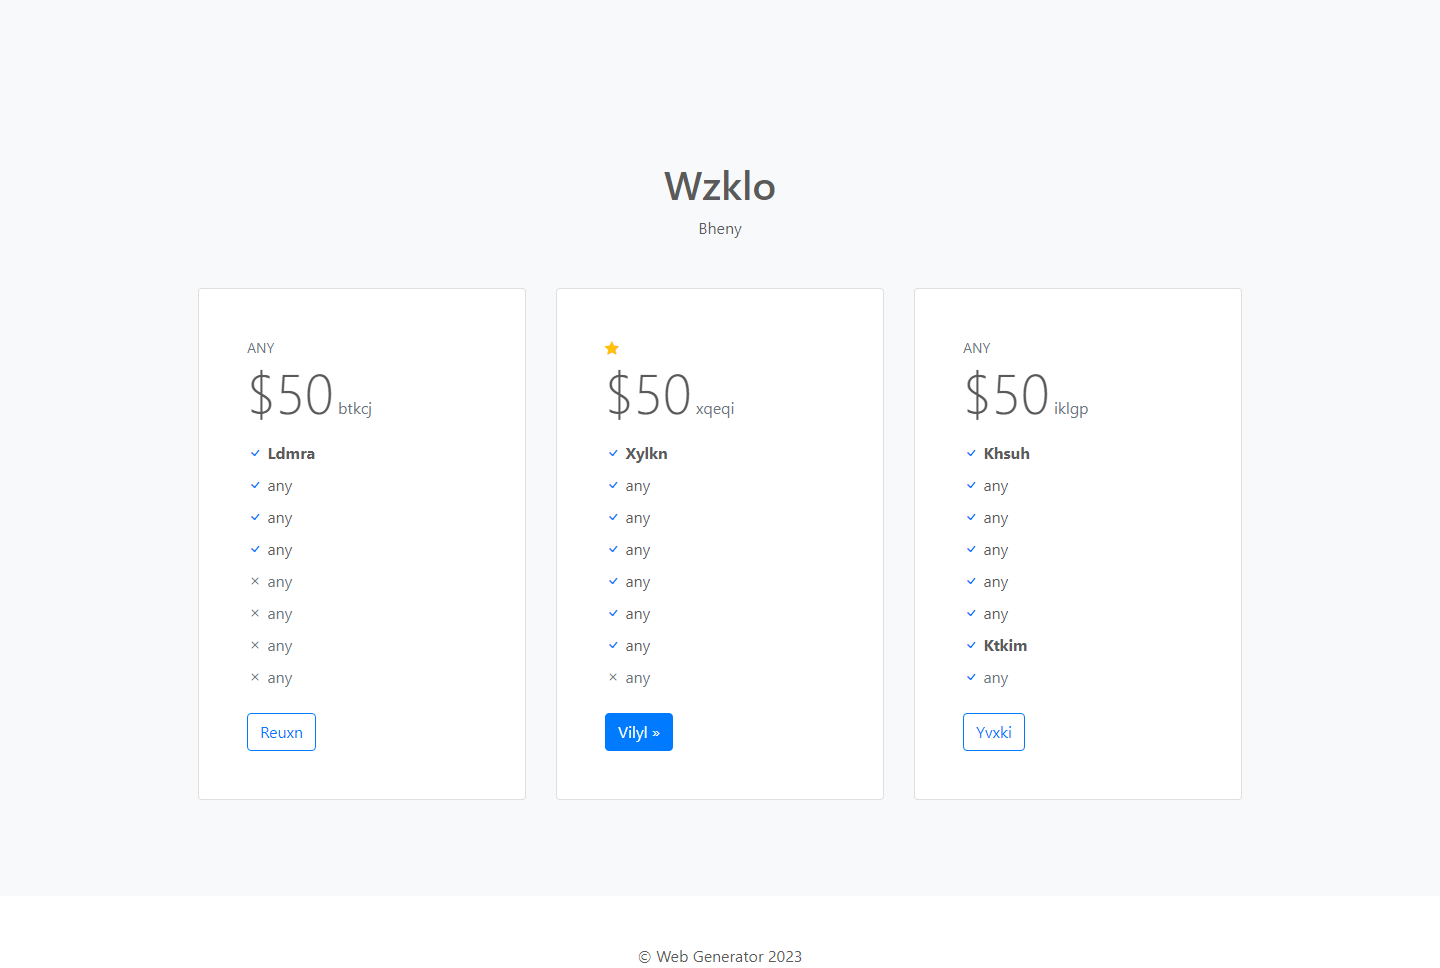 Wzklo
Bheny
ANY
$50 btkcj
Ldmra
any
any
any
any
any
any
any
Reuxn
$50 xqeqi
Xylkn
any
any
any
any
any
any
any
Vilyl »
ANY
$50 iklgp
Khsuh
any
any
any
any
any
Ktkim
any
Yvxki
© Web Generator 2023